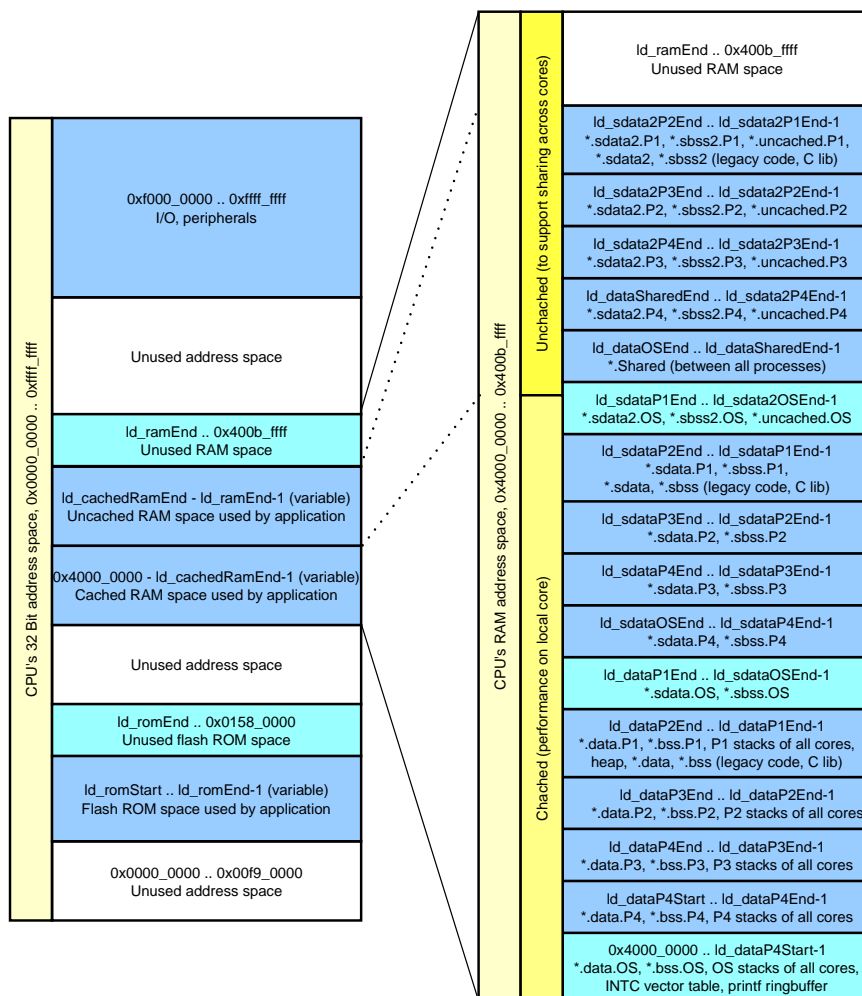 CPU's 32 Bit address space, 0x0000_0000 .. 0xffff_ffff
0xf000_0000 .. 0xffff_ffff
I/O, peripherals
Unused address space
ld_ramEnd .. 0x400b_ffff
Unused RAM space
ld_cachedRamEnd - ld_ramEnd-1 (variable)
Uncached RAM space used by application
0x4000_0000 - ld_cachedRamEnd-1 (variable)
Cached RAM space used by application
Unused address space
ld_romEnd .. 0x0158_0000
Unused flash ROM space
ld_romStart .. ld_romEnd-1 (variable)
Flash ROM space used by application
0x0000_0000 .. 0x00f9_0000
Unused address space
CPU's RAM address space, 0x4000_0000 .. 0x400b_ffff
Unchached (to support sharing across cores)
Chached (performance on local core)
ld_ramEnd .. 0x400b_ffff
Unused RAM space
ld_sdata2P2End .. ld_sdata2P1End-1
*.sdata2.P1, *.sbss2.P1, *.uncached.P1,
*.sdata2, *.sbss2 (legacy code, C lib)
ld_sdata2P3End .. ld_sdata2P2End-1
*.sdata2.P2, *.sbss2.P2, *.uncached.P2
ld_sdata2P4End .. ld_sdata2P3End-1
*.sdata2.P3, *.sbss2.P3, *.uncached.P3
ld_dataSharedEnd .. ld_sdata2P4End-1
*.sdata2.P4, *.sbss2.P4, *.uncached.P4
ld_dataOSEnd .. ld_dataSharedEnd-1
*.Shared (between all processes)
ld_sdataP1End .. ld_sdata2OSEnd-1
*.sdata2.OS, *.sbss2.OS, *.uncached.OS
ld_sdataP2End .. ld_sdataP1End-1
*.sdata.P1, *.sbss.P1,
*.sdata, *.sbss (legacy code, C lib)
ld_sdataP3End .. ld_sdataP2End-1
*.sdata.P2, *.sbss.P2
ld_sdataP4End .. ld_sdataP3End-1
*.sdata.P3, *.sbss.P3
ld_sdataOSEnd .. ld_sdataP4End-1
*.sdata.P4, *.sbss.P4
ld_dataP1End .. ld_sdataOSEnd-1
*.sdata.OS, *.sbss.OS
ld_dataP2End .. ld_dataP1End-1
*.data.P1, *.bss.P1, P1 stacks of all cores,
heap, *.data, *.bss (legacy code, C lib)
ld_dataP3End .. ld_dataP2End-1
*.data.P2, *.bss.P2, P2 stacks of all cores
ld_dataP4End .. ld_dataP3End-1
*.data.P3, *.bss.P3, P3 stacks of all cores
ld_dataP4Start .. ld_dataP4End-1
*.data.P4, *.bss.P4, P4 stacks of all cores
0x4000_0000 .. ld_dataP4Start-1
*.data.OS, *.bss.OS, OS stacks of all cores,
INTC vector table, printf ringbuffer